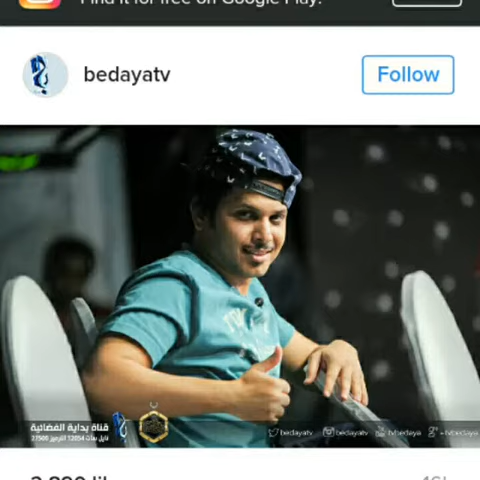 Find it for free on Google Play.
bedayatv
Follow
قناة بداية الفضائية
نايل سات 12054 الترميز 27500
bedayatv
bedayatv
tvbedaya
+tvbedaya